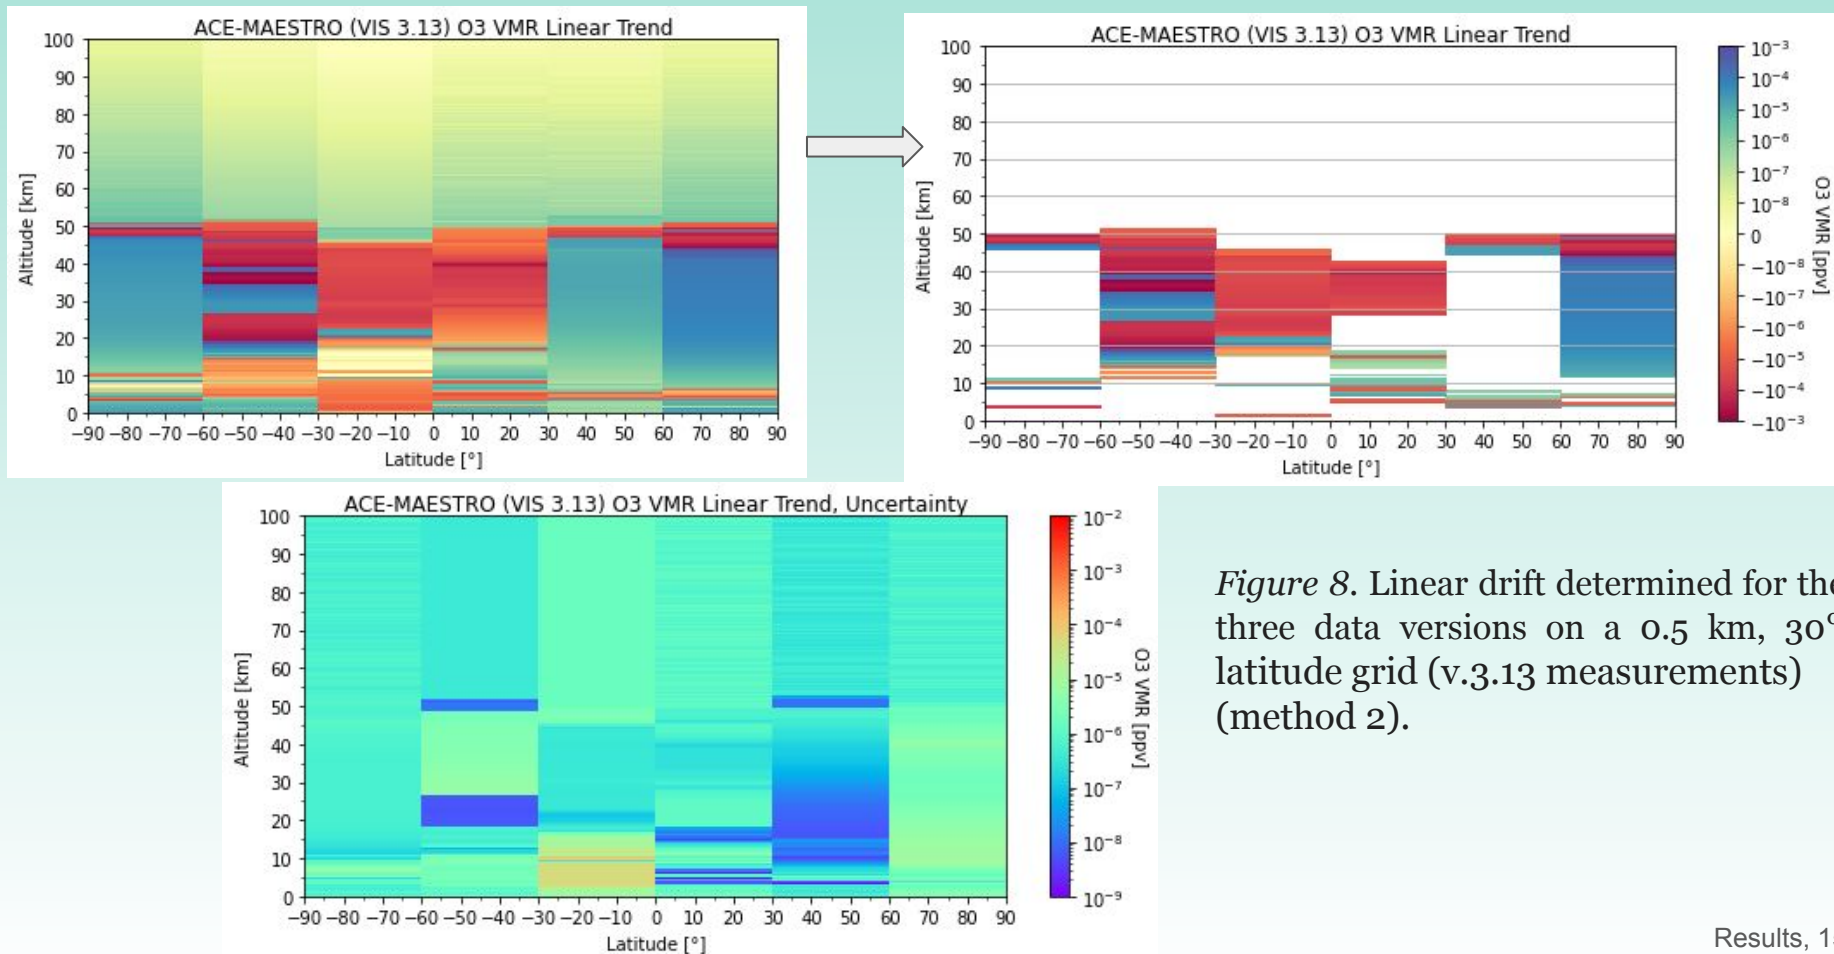 ACE-MAESTRO (VIS 3.13) O3 VMR Linear Trend
100
90
80
70
60
50
40
30
20
10
0
Altitude [km]
−90 −80 −70 −60 −50 −40 −30 −20 −10 0 10 20 30 40 50 60 70 80 90
Latitude [°]
ACE-MAESTRO (VIS 3.13) O3 VMR Linear Trend
100
90
80
70
60
50
40
30
20
10
0
Altitude [km]
−90 −80 −70 −60 −50 −40 −30 −20 −10 0 10 20 30 40 50 60 70 80 90
Latitude [°]
10⁻³
10⁻⁴
10⁻⁵
10⁻⁶
10⁻⁷
10⁻⁸
0
−10⁻⁸
−10⁻⁷
−10⁻⁶
−10⁻⁵
−10⁻⁴
−10⁻³
O3 VMR [ppv]
ACE-MAESTRO (VIS 3.13) O3 VMR Linear Trend, Uncertainty
100
90
80
70
60
50
40
30
20
10
0
Altitude [km]
−90 −80 −70 −60 −50 −40 −30 −20 −10 0 10 20 30 40 50 60 70 80 90
Latitude [°]
10⁻²
10⁻³
10⁻⁴
10⁻⁵
10⁻⁶
10⁻⁷
10⁻⁸
10⁻⁹
O3 VMR [ppv]
Figure 8. Linear drift determined for the
three data versions on a 0.5 km, 30°
latitude grid (v.3.13 measurements)
(method 2).
Results,